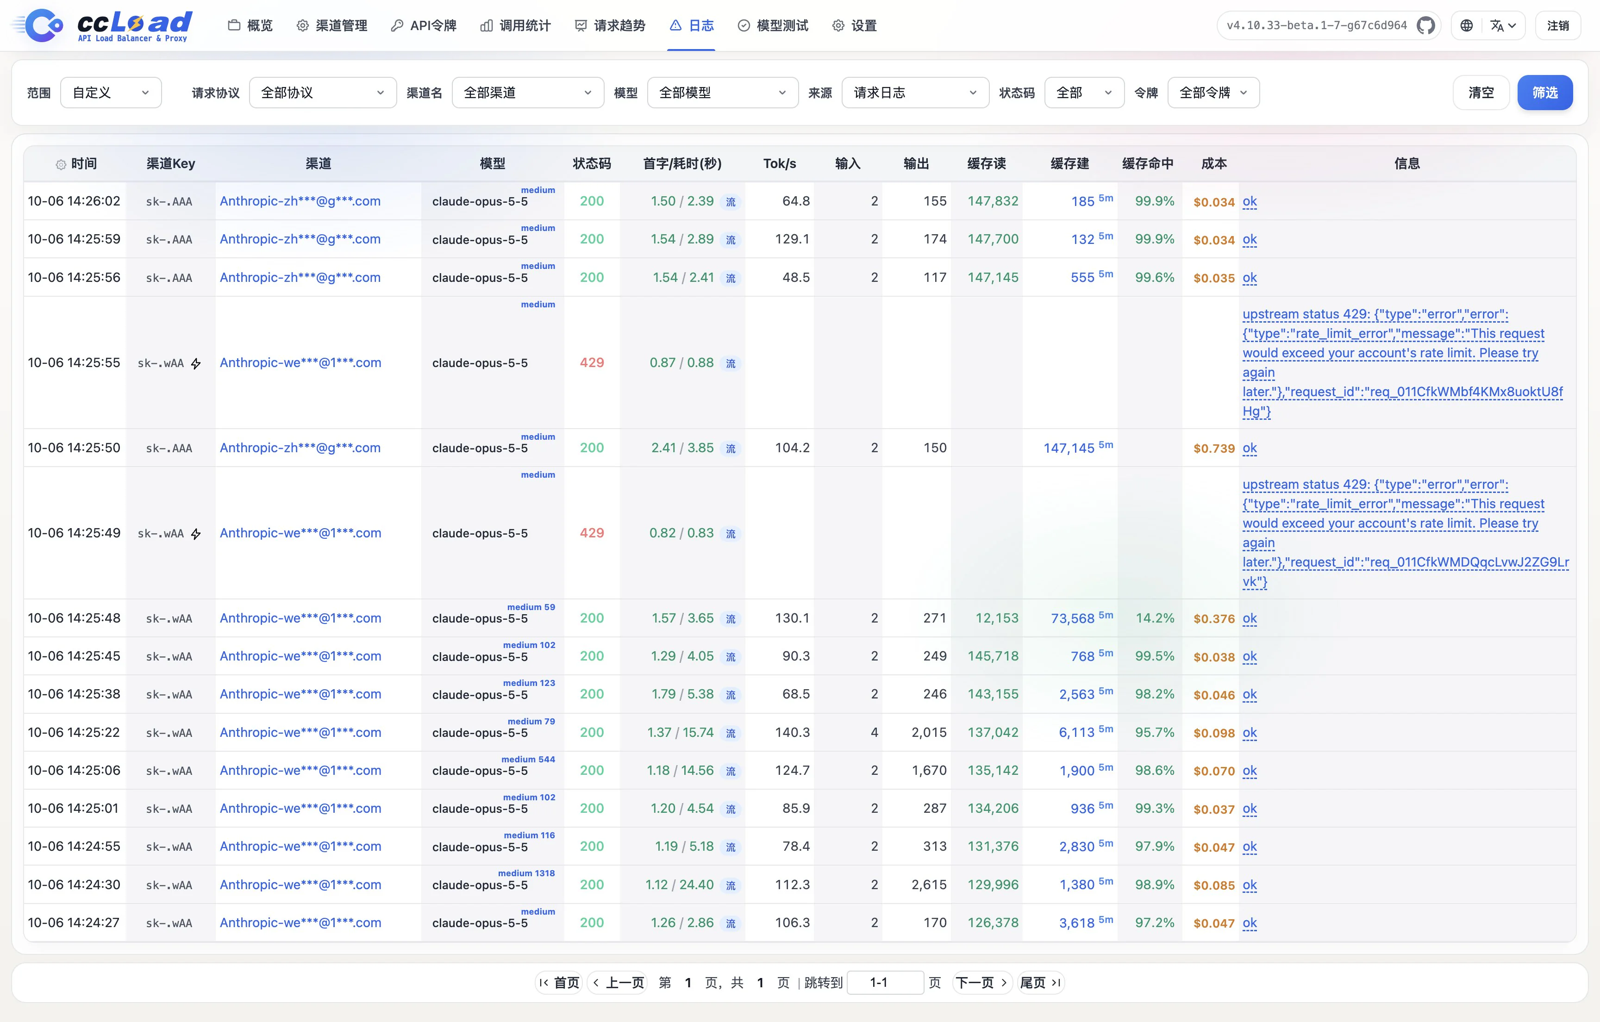 ccLoad
API Load Balancer & Proxy
概览 渠道管理 API令牌 调用统计 请求趋势 日志 模型测试 设置 v4.10.33-beta.1-7-g67c6d964 注销
范围 自定义 请求协议 全部协议 渠道名 全部渠道 模型 全部模型 来源 请求日志 状态码 全部 令牌 全部令牌 清空 筛选
时间 渠道Key 渠道 模型 状态码 首字/耗时(秒) Tok/s 输入 输出 缓存读 缓存建 缓存命中 成本 信息
medium
10-06 14:26:02 sk-.AAA Anthropic-zh***@g***.com claude-opus-5-5 200 1.50 / 2.39 流 64.8 2 155 147,832 185 5m 99.9% $0.034 ok
medium
10-06 14:25:59 sk-.AAA Anthropic-zh***@g***.com claude-opus-5-5 200 1.54 / 2.89 流 129.1 2 174 147,700 132 5m 99.9% $0.034 ok
medium
10-06 14:25:56 sk-.AAA Anthropic-zh***@g***.com claude-opus-5-5 200 1.54 / 2.41 流 48.5 2 117 147,145 555 5m 99.6% $0.035 ok
medium
10-06 14:25:55 sk-.wAA Anthropic-we***@1***.com claude-opus-5-5 429 0.87 / 0.88 流
upstream status 429: {"type":"error","error":
{"type":"rate_limit_error","message":"This request
would exceed your account's rate limit. Please try
again
later."},"request_id":"req_011CfkWMbf4KMx8uoktU8f
Hg"}
medium
10-06 14:25:50 sk-.AAA Anthropic-zh***@g***.com claude-opus-5-5 200 2.41 / 3.85 流 104.2 2 150 147,145 5m $0.739 ok
medium
10-06 14:25:49 sk-.wAA Anthropic-we***@1***.com claude-opus-5-5 429 0.82 / 0.83 流
upstream status 429: {"type":"error","error":
{"type":"rate_limit_error","message":"This request
would exceed your account's rate limit. Please try
again
later."},"request_id":"req_011CfkWMDQqcLvwJ2ZG9Lr
vk"}
medium 59
10-06 14:25:48 sk-.wAA Anthropic-we***@1***.com claude-opus-5-5 200 1.57 / 3.65 流 130.1 2 271 12,153 73,568 5m 14.2% $0.376 ok
medium 102
10-06 14:25:45 sk-.wAA Anthropic-we***@1***.com claude-opus-5-5 200 1.29 / 4.05 流 90.3 2 249 145,718 768 5m 99.5% $0.038 ok
medium 123
10-06 14:25:38 sk-.wAA Anthropic-we***@1***.com claude-opus-5-5 200 1.79 / 5.38 流 68.5 2 246 143,155 2,563 5m 98.2% $0.046 ok
medium 79
10-06 14:25:22 sk-.wAA Anthropic-we***@1***.com claude-opus-5-5 200 1.37 / 15.74 流 140.3 4 2,015 137,042 6,113 5m 95.7% $0.098 ok
medium 544
10-06 14:25:06 sk-.wAA Anthropic-we***@1***.com claude-opus-5-5 200 1.18 / 14.56 流 124.7 2 1,670 135,142 1,900 5m 98.6% $0.070 ok
medium 102
10-06 14:25:01 sk-.wAA Anthropic-we***@1***.com claude-opus-5-5 200 1.20 / 4.54 流 85.9 2 287 134,206 936 5m 99.3% $0.037 ok
medium 116
10-06 14:24:55 sk-.wAA Anthropic-we***@1***.com claude-opus-5-5 200 1.19 / 5.18 流 78.4 2 313 131,376 2,830 5m 97.9% $0.047 ok
medium 1318
10-06 14:24:30 sk-.wAA Anthropic-we***@1***.com claude-opus-5-5 200 1.12 / 24.40 流 112.3 2 2,615 129,996 1,380 5m 98.9% $0.085 ok
medium
10-06 14:24:27 sk-.wAA Anthropic-we***@1***.com claude-opus-5-5 200 1.26 / 2.86 流 106.3 2 170 126,378 3,618 5m 97.2% $0.047 ok
首页 上一页 第 1 页, 共 1 页 | 跳转到 1-1 页 下一页 尾页